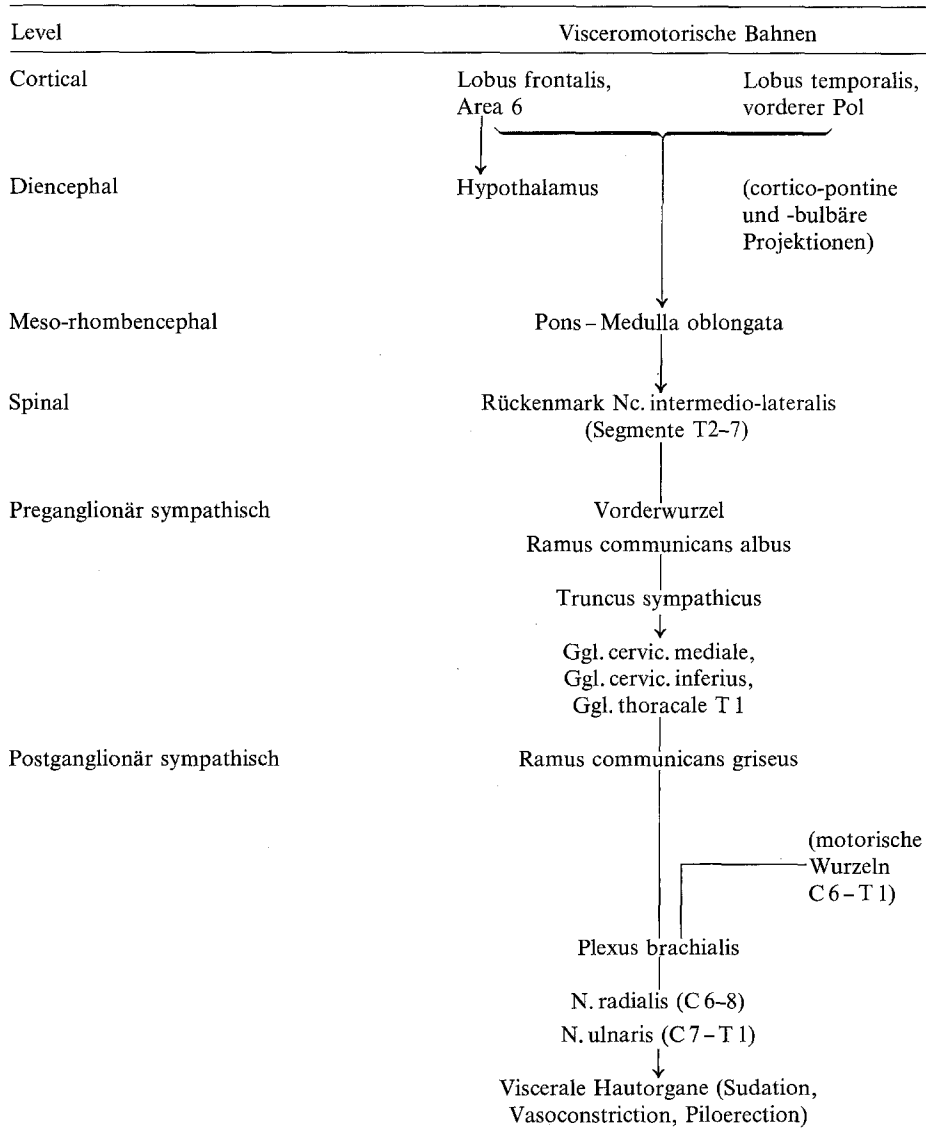 Level Visceromotorische Bahnen
Cortical Lobus frontalis, Lobus temporalis,
Area 6 vorderer Pol
Diencephal Hypothalamus (cortico-pontine
und -bulbäre
Projektionen)
Meso-rhombencephal Pons – Medulla oblongata
Spinal Rückenmark Nc. intermedio-lateralis
(Segmente T2–7)
Preganglionär sympathisch Vorderwurzel
Ramus communicans albus
Truncus sympathicus
Ggl. cervic. mediale,
Ggl. cervic. inferius,
Ggl. thoracale T 1
Postganglionär sympathisch Ramus communicans griseus
(motorische
Wurzeln
C 6 – T 1)
Plexus brachialis
N. radialis (C 6–8)
N. ulnaris (C 7 – T 1)
Viscerale Hautorgane (Sudation,
Vasoconstriction, Piloerection)